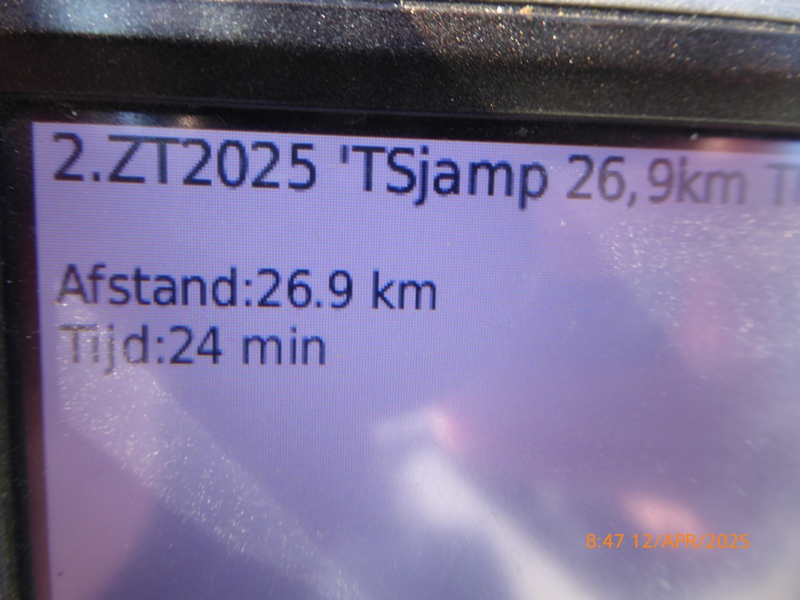 2.ZT2025 'TSjamp 26,9km
Afstand:26.9 km
Tijd:24 min
8:47 12/APR/2025